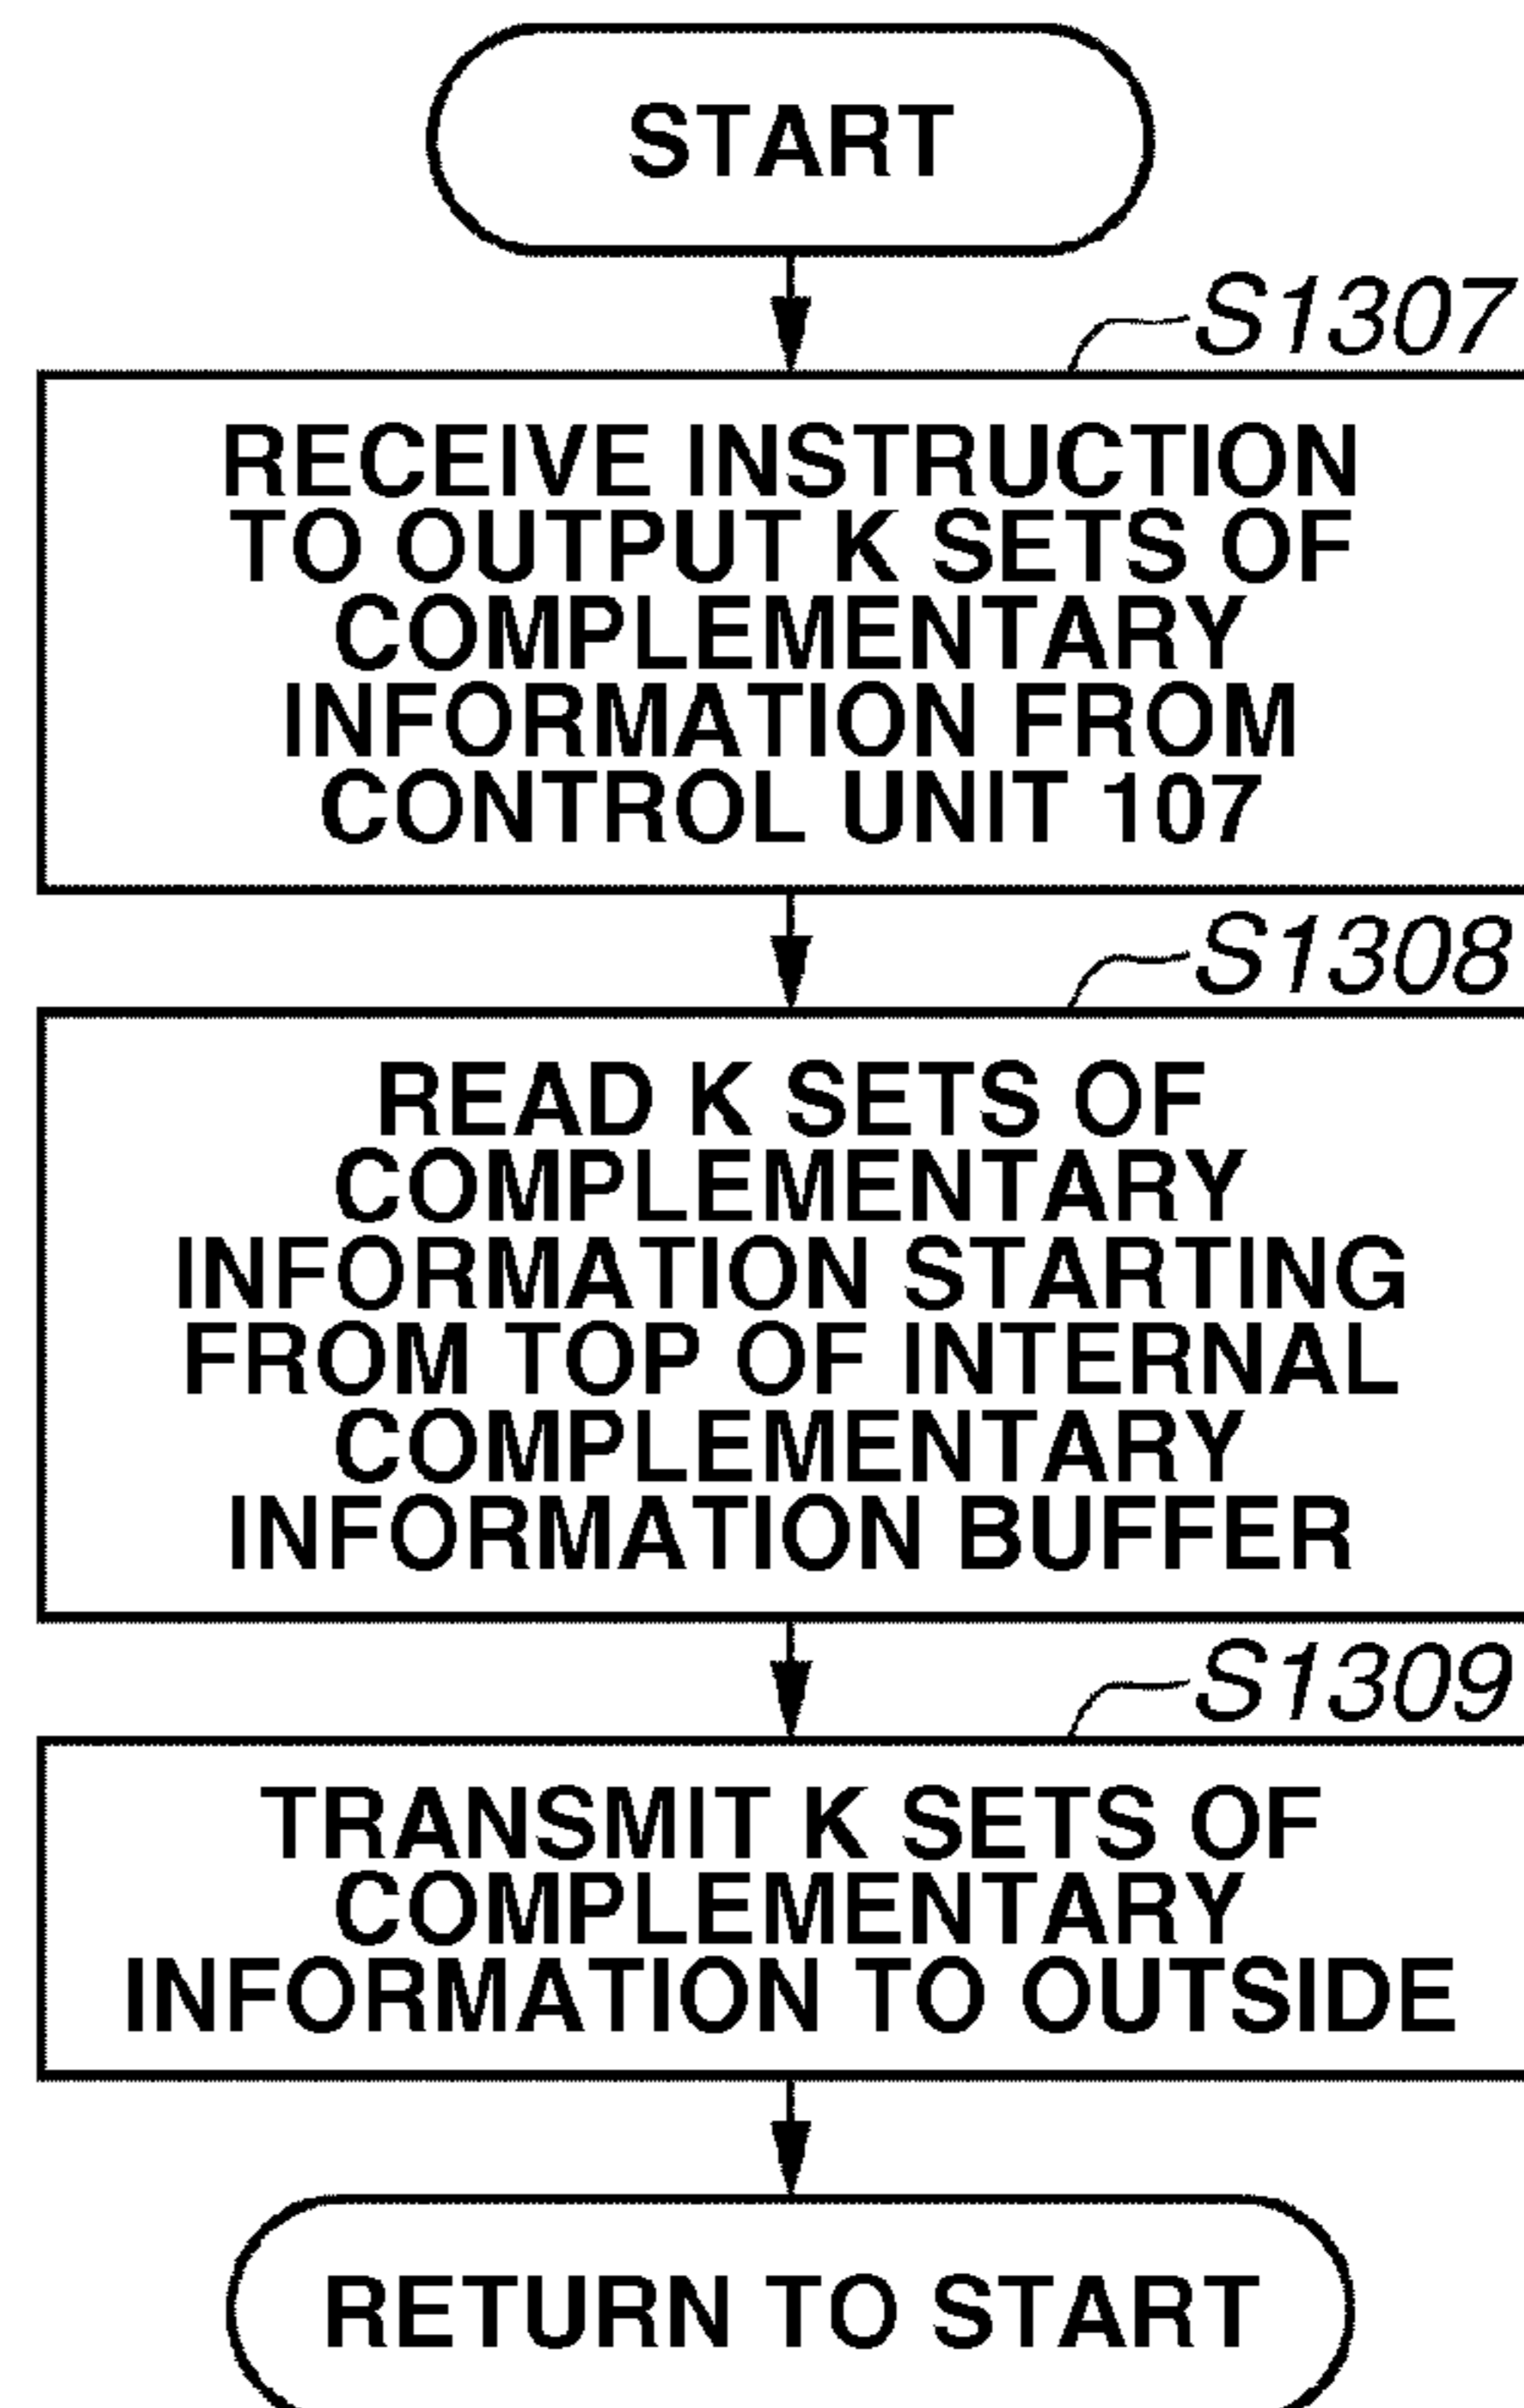 START
S1307
RECEIVE INSTRUCTION
TO OUTPUT K SETS OF
COMPLEMENTARY
INFORMATION FROM
CONTROL UNIT 107
S1308
READ K SETS OF
COMPLEMENTARY
INFORMATION STARTING
FROM TOP OF INTERNAL
COMPLEMENTARY
INFORMATION BUFFER
S1309
TRANSMIT K SETS OF
COMPLEMENTARY
INFORMATION TO OUTSIDE
RETURN TO START